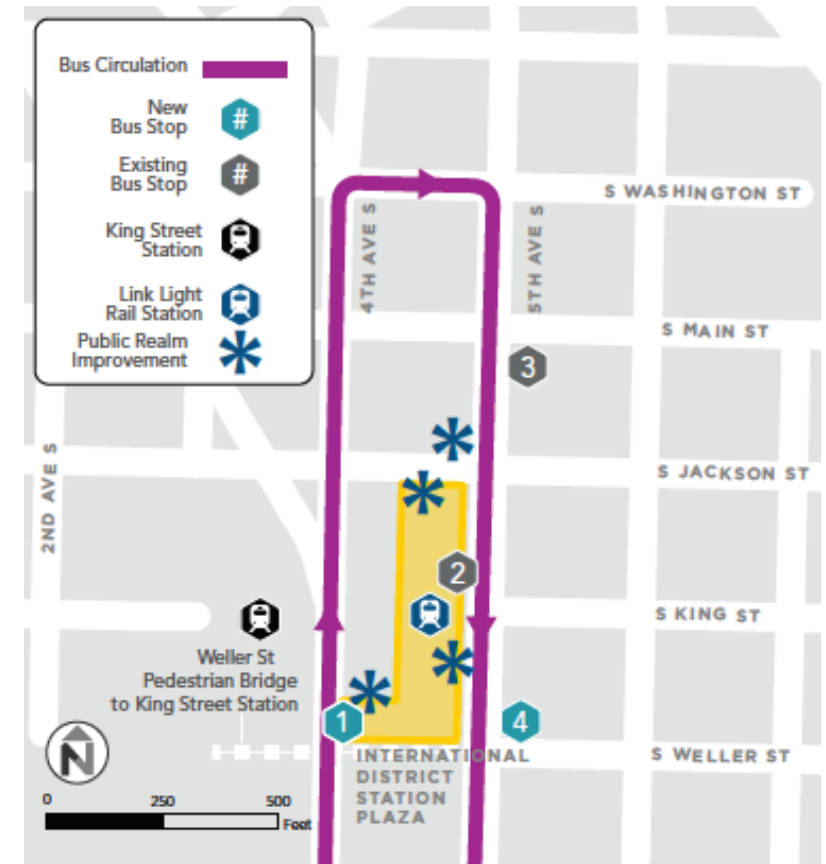 Bus Circulation
New
Bus Stop
#
Existing
Bus Stop
#
King Street
Station
Link Light
Rail Station
Public Realm
Improvement
S WASHINGTON ST
4TH AVE S
5TH AVE S
S MAIN ST
3
2ND AVE S
S JACKSON ST
2
S KING ST
Weller St
Pedestrian Bridge
to King Street Station
1
4
N
INTERNATIONAL
DISTRICT
STATION
PLAZA
S WELLER ST
0 250 500
Feet